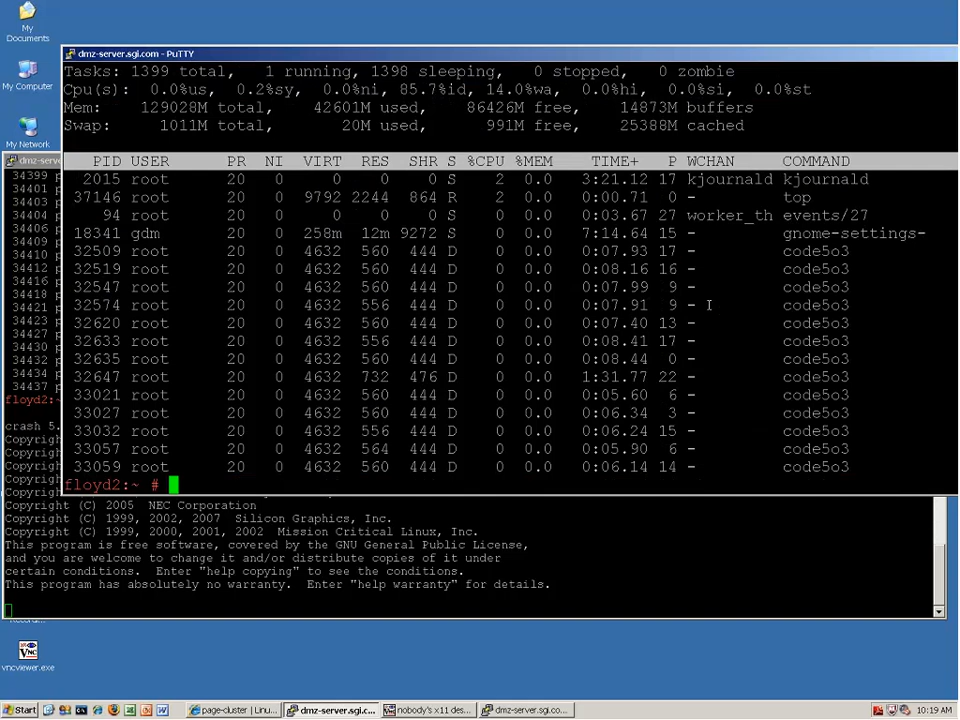 My
Documents
My Computer
My Network
dmz-server.sgi.com - PuTTY
Tasks: 1399 total,   1 running, 1398 sleeping,   0 stopped,   0 zombie
Cpu(s):  0.0%us,  0.2%sy,  0.0%ni, 85.7%id, 14.0%wa,  0.0%hi,  0.0%si,  0.0%st
Mem:    129028M total,    42601M used,    86426M free,    14873M buffers
Swap:     1011M total,       20M used,      991M free,    25388M cached
PID USER      PR  NI  VIRT  RES  SHR S %CPU %MEM    TIME+  P WCHAN     COMMAND
2015 root      20   0     0    0    0 S    2  0.0   3:21.12 17 kjournald kjournald
37146 root      20   0  9792 2244  864 R    2  0.0   0:00.71  0 -         top
94 root      20   0     0    0    0 S    0  0.0   0:03.67 27 worker_th events/27
18341 gdm       20   0  258m  12m 9272 S    0  0.0   7:14.64 15 -         gnome-settings-
32509 root      20   0  4632  560  444 D    0  0.0   0:07.93 17 -         code5o3
32519 root      20   0  4632  560  444 D    0  0.0   0:08.16 16 -         code5o3
32547 root      20   0  4632  560  444 D    0  0.0   0:07.99  9 -         code5o3
32574 root      20   0  4632  556  444 D    0  0.0   0:07.91  9 -         code5o3
32620 root      20   0  4632  560  444 D    0  0.0   0:07.40 13 -         code5o3
32633 root      20   0  4632  556  444 D    0  0.0   0:08.41 17 -         code5o3
32635 root      20   0  4632  560  444 D    0  0.0   0:08.44  0 -         code5o3
32647 root      20   0  4632  732  476 D    0  0.0   1:31.77 22 -         code5o3
33021 root      20   0  4632  560  444 D    0  0.0   0:05.60  6 -         code5o3
33027 root      20   0  4632  560  444 D    0  0.0   0:06.34  3 -         code5o3
33032 root      20   0  4632  556  444 D    0  0.0   0:06.24 15 -         code5o3
33057 root      20   0  4632  564  444 D    0  0.0   0:05.90  6 -         code5o3
33059 root      20   0  4632  560  444 D    0  0.0   0:06.14 14 -         code5o3
floyd2:~ #
dmz-serv
34399 p
34401 p
34403 p
34404 p
34406 p
34409 p
34410 p
34412 p
34416 p
34418 p
34421 p
34423 p
34427 p
34430 p
34432 p
34434 p
34437 p
floyd2:~
crash 5.
Copyrigh
Copyrigh
Copyrigh
Copyrigh
Copyrigh
Copyright (C) 2005  NEC Corporation
Copyright (C) 1999, 2002, 2007  Silicon Graphics, Inc.
Copyright (C) 1999, 2000, 2001, 2002  Mission Critical Linux, Inc.
This program is free software, covered by the GNU General Public License,
and you are welcome to change it and/or distribute copies of it under
certain conditions.  Enter "help copying" to see the conditions.
This program has absolutely no warranty.  Enter "help warranty" for details.
VNC
vncviewer.exe
Start
page-cluster | Linu...
dmz-server.sgi.c...
nobody's x11 des...
dmz-server.sgi.co...
10:19 AM